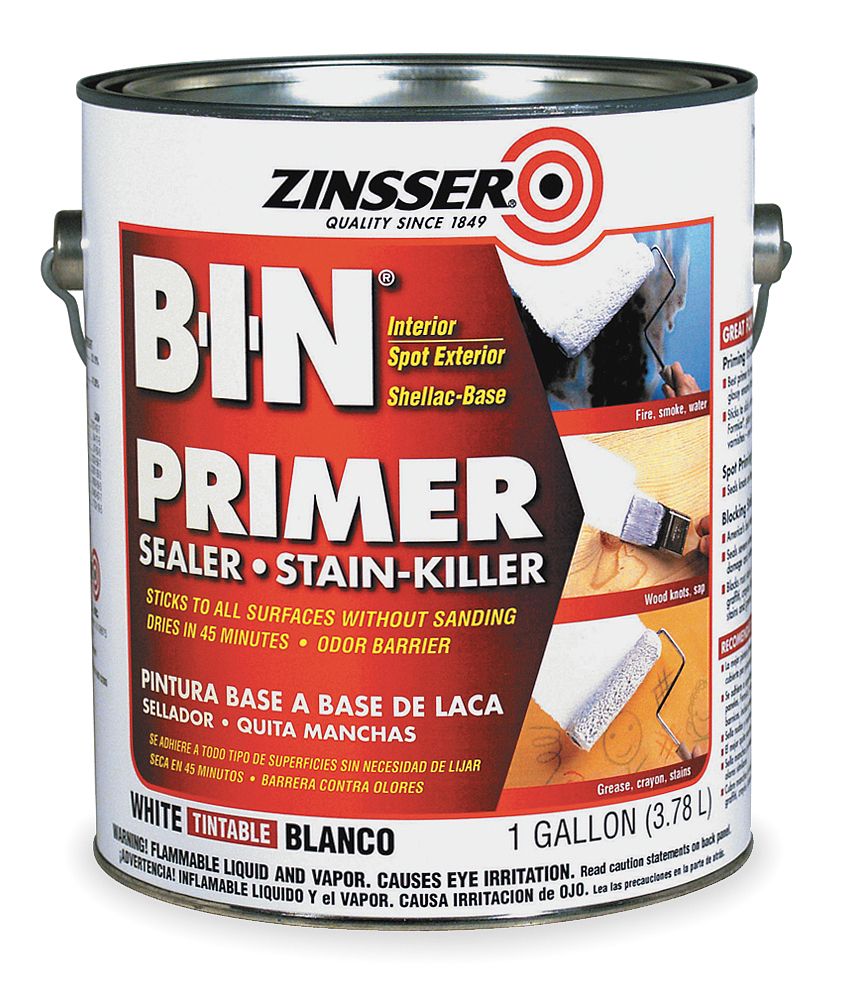 ZINSSER®
QUALITY SINCE 1849
B-I-N®
Interior
Spot Exterior
Shellac-Base
PRIMER
SEALER • STAIN-KILLER
STICKS TO ALL SURFACES WITHOUT SANDING
DRIES IN 45 MINUTES • ODOR BARRIER
PINTURA BASE A BASE DE LACA
SELLADOR • QUITA MANCHAS
SE ADHIERE A TODO TIPO DE SUPERFICIES SIN NECESIDAD DE LIJAR
SECA EN 45 MINUTOS • BARRERA CONTRA OLORES
Fire, smoke, water
Wood knots, sap
Grease, crayon, stains
WHITE TINTABLE BLANCO
1 GALLON (3.78 L)
WARNING! FLAMMABLE LIQUID AND VAPOR. CAUSES EYE IRRITATION. Read caution statements on back panel.
¡ADVERTENCIA! INFLAMABLE LIQUIDO Y el VAPOR. CAUSA IRRITACION de OJO. Lea las precauciones en la parte de atrás.
GREAT
Priming
Spot
Blocking